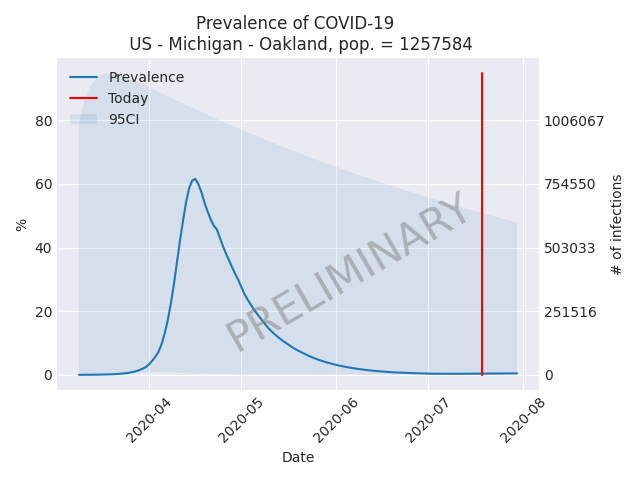 Prevalence of COVID-19
US - Michigan - Oakland, pop. = 1257584
Prevalence
Today
95CI
80
60
40
20
0
%
1006067
754550
503033
251516
0
# of infections
PRELIMINARY
2020-04
2020-05
2020-06
2020-07
2020-08
Date